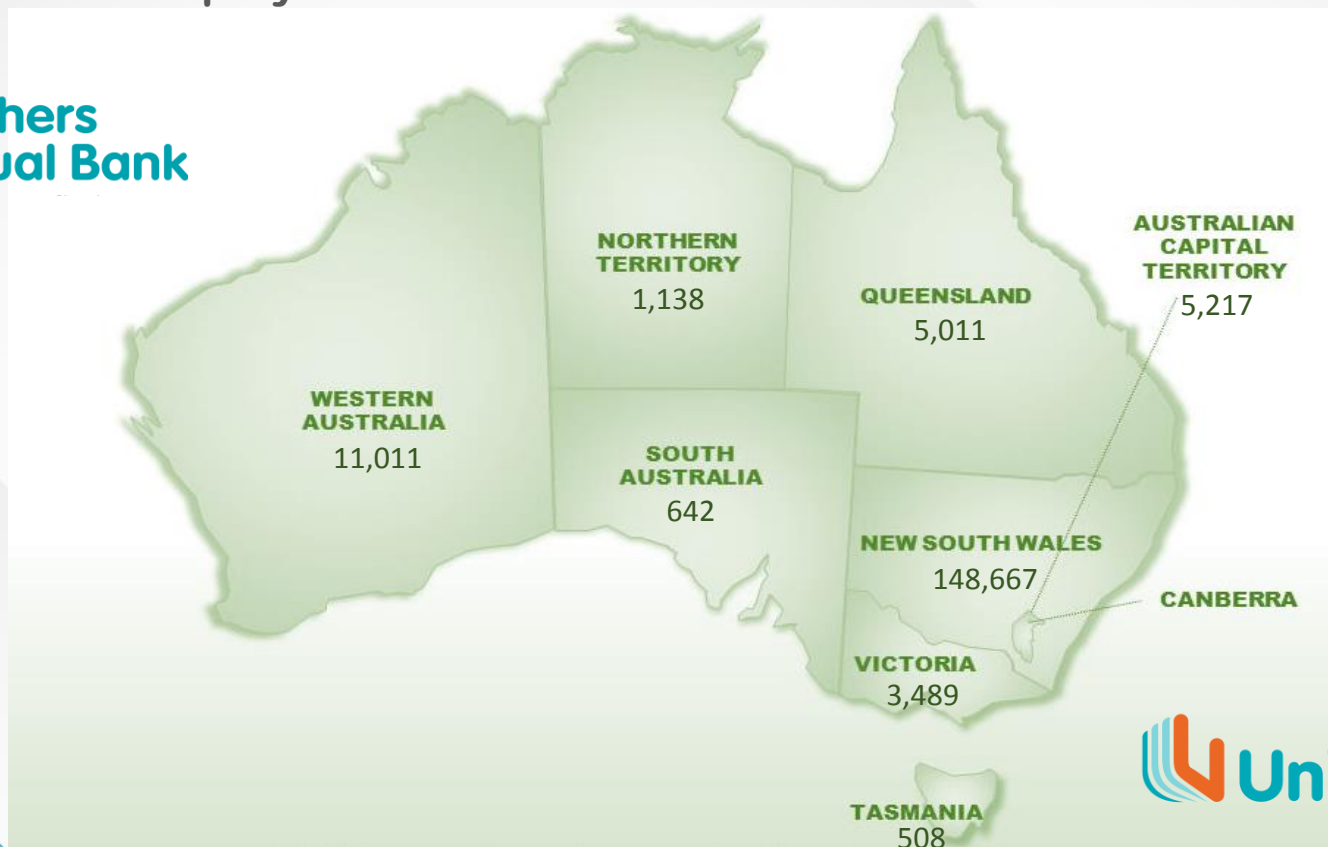 hers
ual Bank
NORTHERN
TERRITORY
1,138
QUEENSLAND
5,011
AUSTRALIAN
CAPITAL
TERRITORY
5,217
WESTERN
AUSTRALIA
11,011
SOUTH
AUSTRALIA
642
NEW SOUTH WALES
148,667
CANBERRA
VICTORIA
3,489
Un
TASMANIA
508